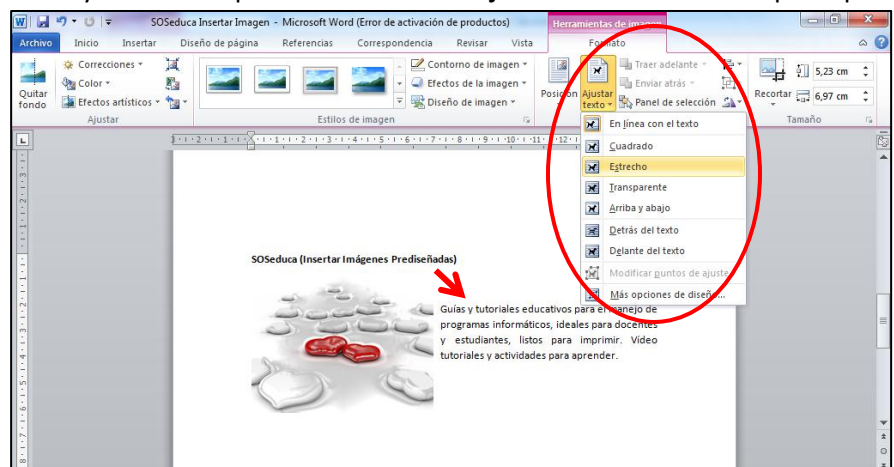 SOSeduca Insertar Imagen - Microsoft Word (Error de activación de productos)
Herramientas de imagen
Archivo Inicio Insertar Diseño de página Referencias Correspondencia Revisar Vista Formato
Quitar fondo
Correcciones
Color
Efectos artísticos
Ajustar
Estilos de imagen
Contorno de imagen
Efectos de la imagen
Diseño de imagen
Posición
Ajustar texto
Traer adelante
Enviar atrás
Panel de selección
Recortar
5,23 cm
6,97 cm
Tamaño
En línea con el texto
Cuadrado
Estrecho
Transparente
Arriba y abajo
Detrás del texto
Delante del texto
Modificar puntos de ajuste
Más opciones de diseño...
SOSeduca (Insertar Imágenes Prediseñadas)
Guías y tutoriales educativos para el manejo de
programas informáticos, ideales para docentes
y estudiantes, listos para imprimir. Vídeo
tutoriales y actividades para aprender.